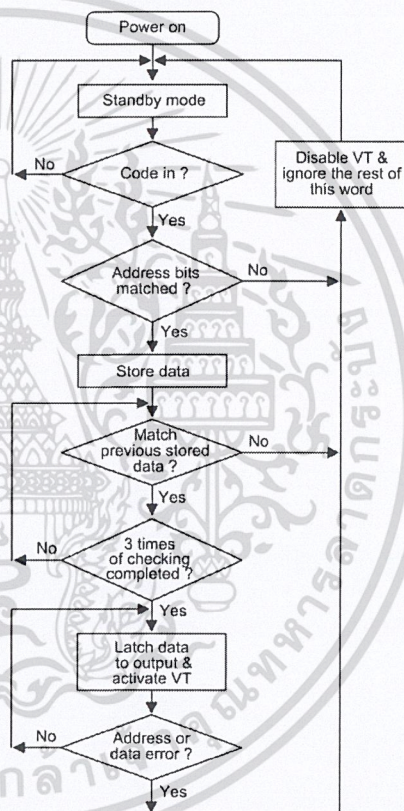 Power on
Standby mode
No
Code in ?
Disable VT &
ignore the rest of
this word
Yes
Address bits
matched ?
No
Yes
Store data
Match
previous stored
data ?
No
Yes
No
3 times
of checking
completed ?
Yes
Latch data
to output &
activate VT
No
Address or
data error ?
Yes